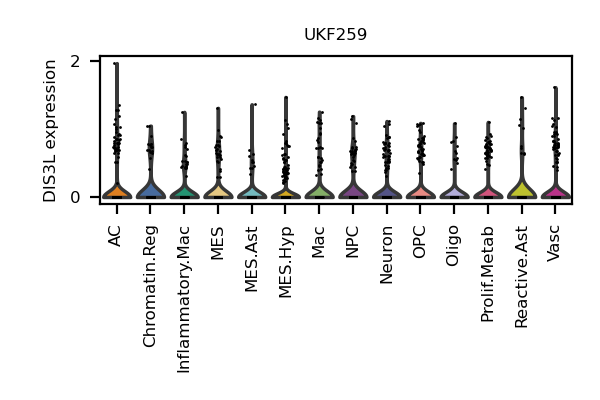 UKF259
DIS3L expression
2
0
AC
Chromatin.Reg
Inflammatory.Mac
MES
MES.Ast
MES.Hyp
Mac
NPC
Neuron
OPC
Oligo
Prolif.Metab
Reactive.Ast
Vasc